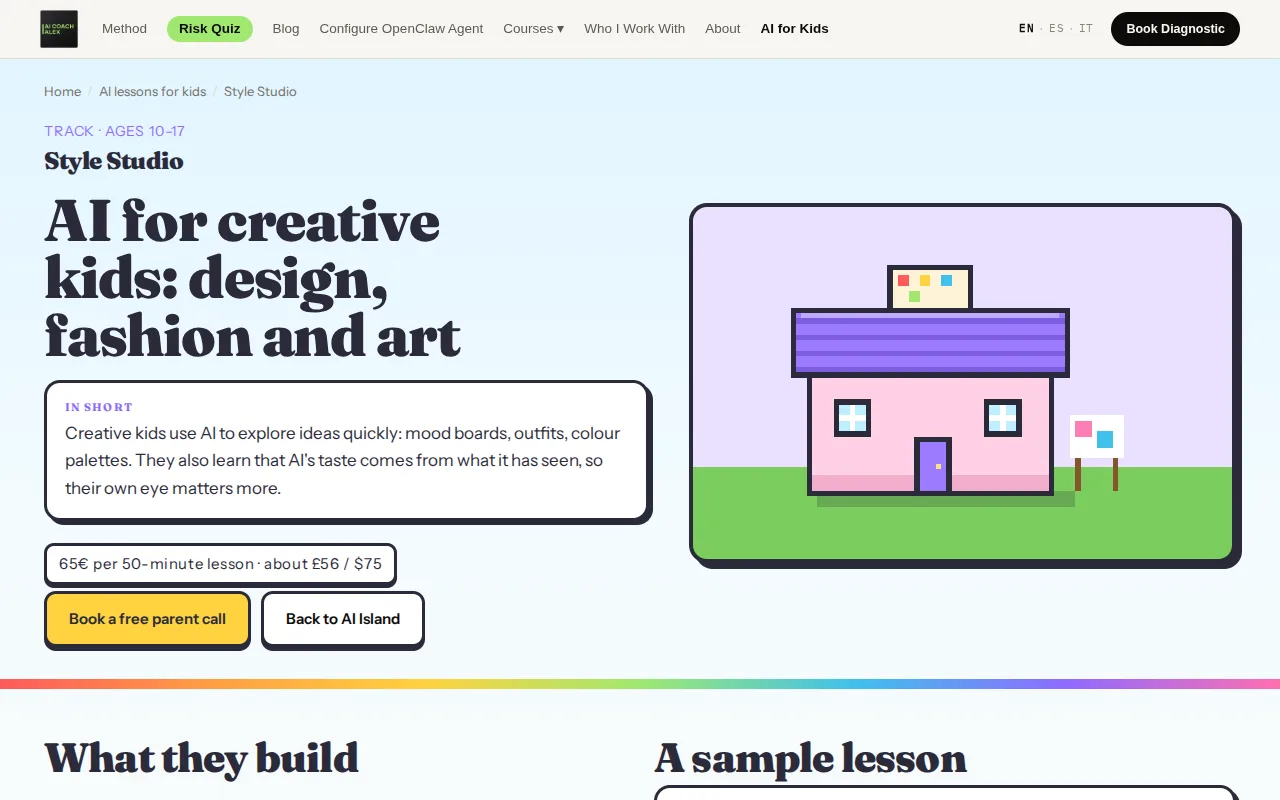 AI COACH
ALEX
Method
Risk Quiz
Blog
Configure OpenClaw Agent
Courses ▾
Who I Work With
About
AI for Kids
EN · ES · IT
Book Diagnostic
Home / AI lessons for kids / Style Studio
TRACK · AGES 10–17
Style Studio
AI for creative
kids: design,
fashion and art
IN SHORT
Creative kids use AI to explore ideas quickly: mood boards, outfits, colour
palettes. They also learn that AI's taste comes from what it has seen, so
their own eye matters more.
65€ per 50-minute lesson · about £56 / $75
Book a free parent call
Back to AI Island
What they build
A sample lesson